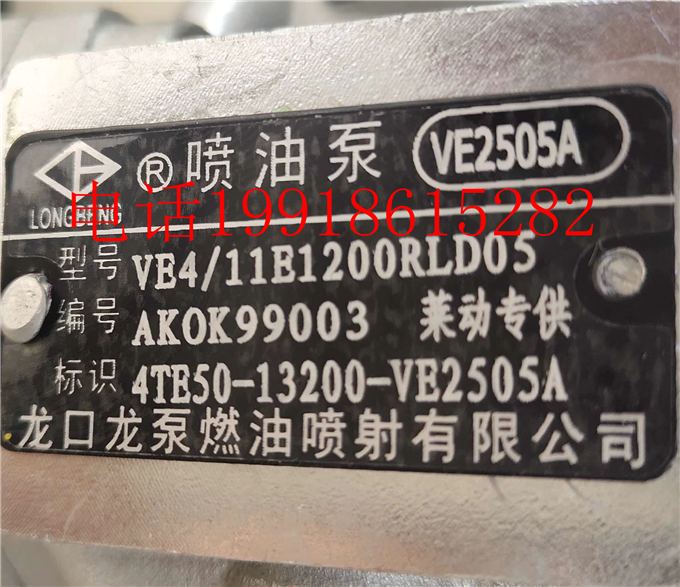 ® 喷油泵 VE2505A
LONGBENG
电话19918615282
型号 VE4/11E1200RLD05
编号 AKOK99003 莱动专供
标识 4TE50-13200-VE2505A
龙口龙泵燃油喷射有限公司